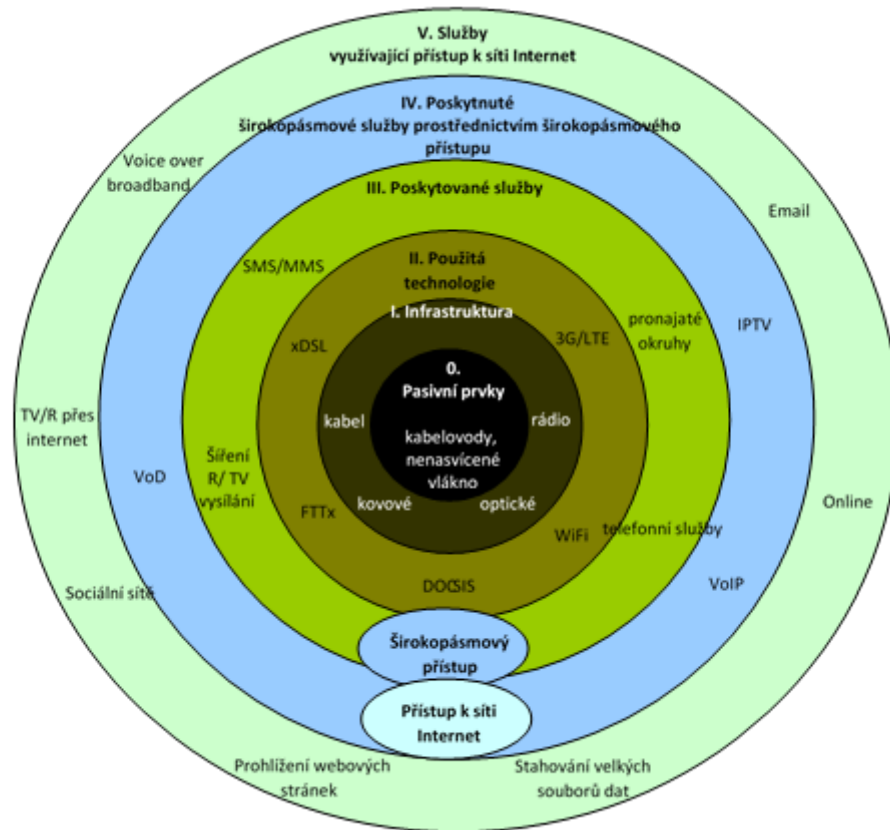 V. Služby
využívající přístup k síti Internet
IV. Poskytnuté
širokopásmové služby prostřednictvím širokopásmového
přístupu
Voice over
broadband
III. Poskytované služby
Email
SMS/MMS
II. Použitá
technologie
I. Infrastruktura
pronajaté
okruhy
IPTV
xDSL
3G/LTE
0.
Pasivní prvky
kabelovody,
nenasvícené
vlákno
kabel
rádio
TV/R přes
internet
VoD
Šíření
R/ TV
vysílání
kovové
optické
Online
FTTx
WiFi
telefonní služby
Sociální sítě
DOCSIS
VoIP
Širokopásmový
přístup
Přístup k síti
Internet
Prohlížení webových
stránek
Stahování velkých
souborů dat